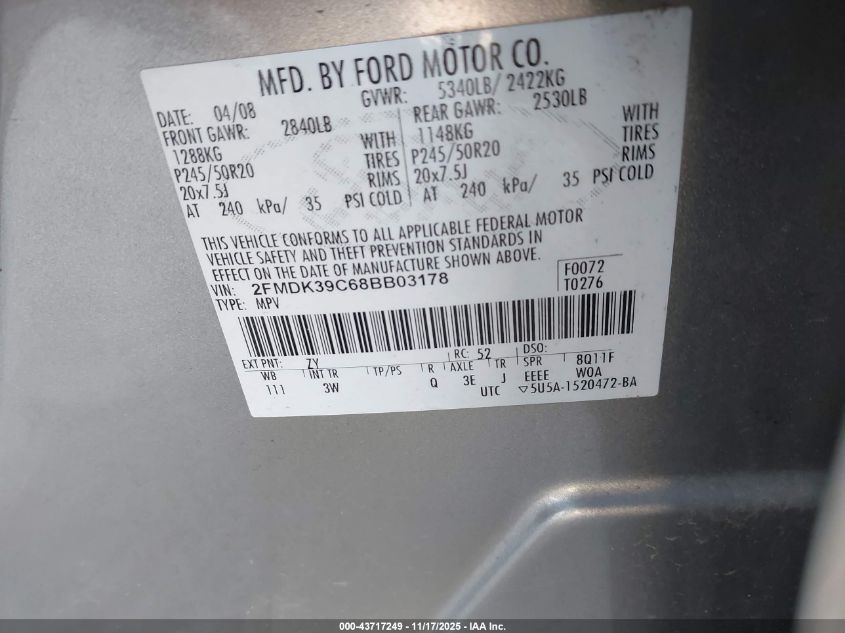 MFD. BY FORD MOTOR CO.
DATE: 04/08 GVWR: 5340LB/ 2422KG
FRONT GAWR: 2840LB REAR GAWR: 2530LB
1288KG WITH 1148KG WITH
P245/50R20 TIRES P245/50R20 TIRES
20x7.5J RIMS 20x7.5J RIMS
AT 240 kPa/ 35 PSI COLD AT 240 kPa/ 35 PSI COLD
THIS VEHICLE CONFORMS TO ALL APPLICABLE FEDERAL MOTOR
VEHICLE SAFETY AND THEFT PREVENTION STANDARDS IN
EFFECT ON THE DATE OF MANUFACTURE SHOWN ABOVE.
VIN: 2FMDK39C68BB03178 F0072
TYPE: MPV T0276
EXT PNT: ZY RC: 52 DSO:
WB INT TR TP/PS R AXLE TR SPR 8Q11F
111 3W Q 3E J EEEE WQA
UTC ▽5U5A-1520472-BA
000-43717249 - 11/17/2025 - IAA Inc.